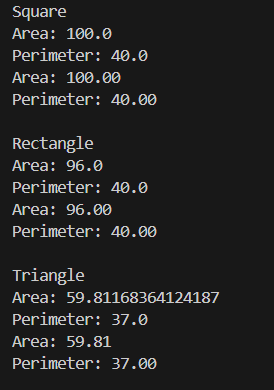 Square
Area: 100.0
Perimeter: 40.0
Area: 100.00
Perimeter: 40.00

Rectangle
Area: 96.0
Perimeter: 40.0
Area: 96.00
Perimeter: 40.00

Triangle
Area: 59.81168364124187
Perimeter: 37.0
Area: 59.81
Perimeter: 37.00